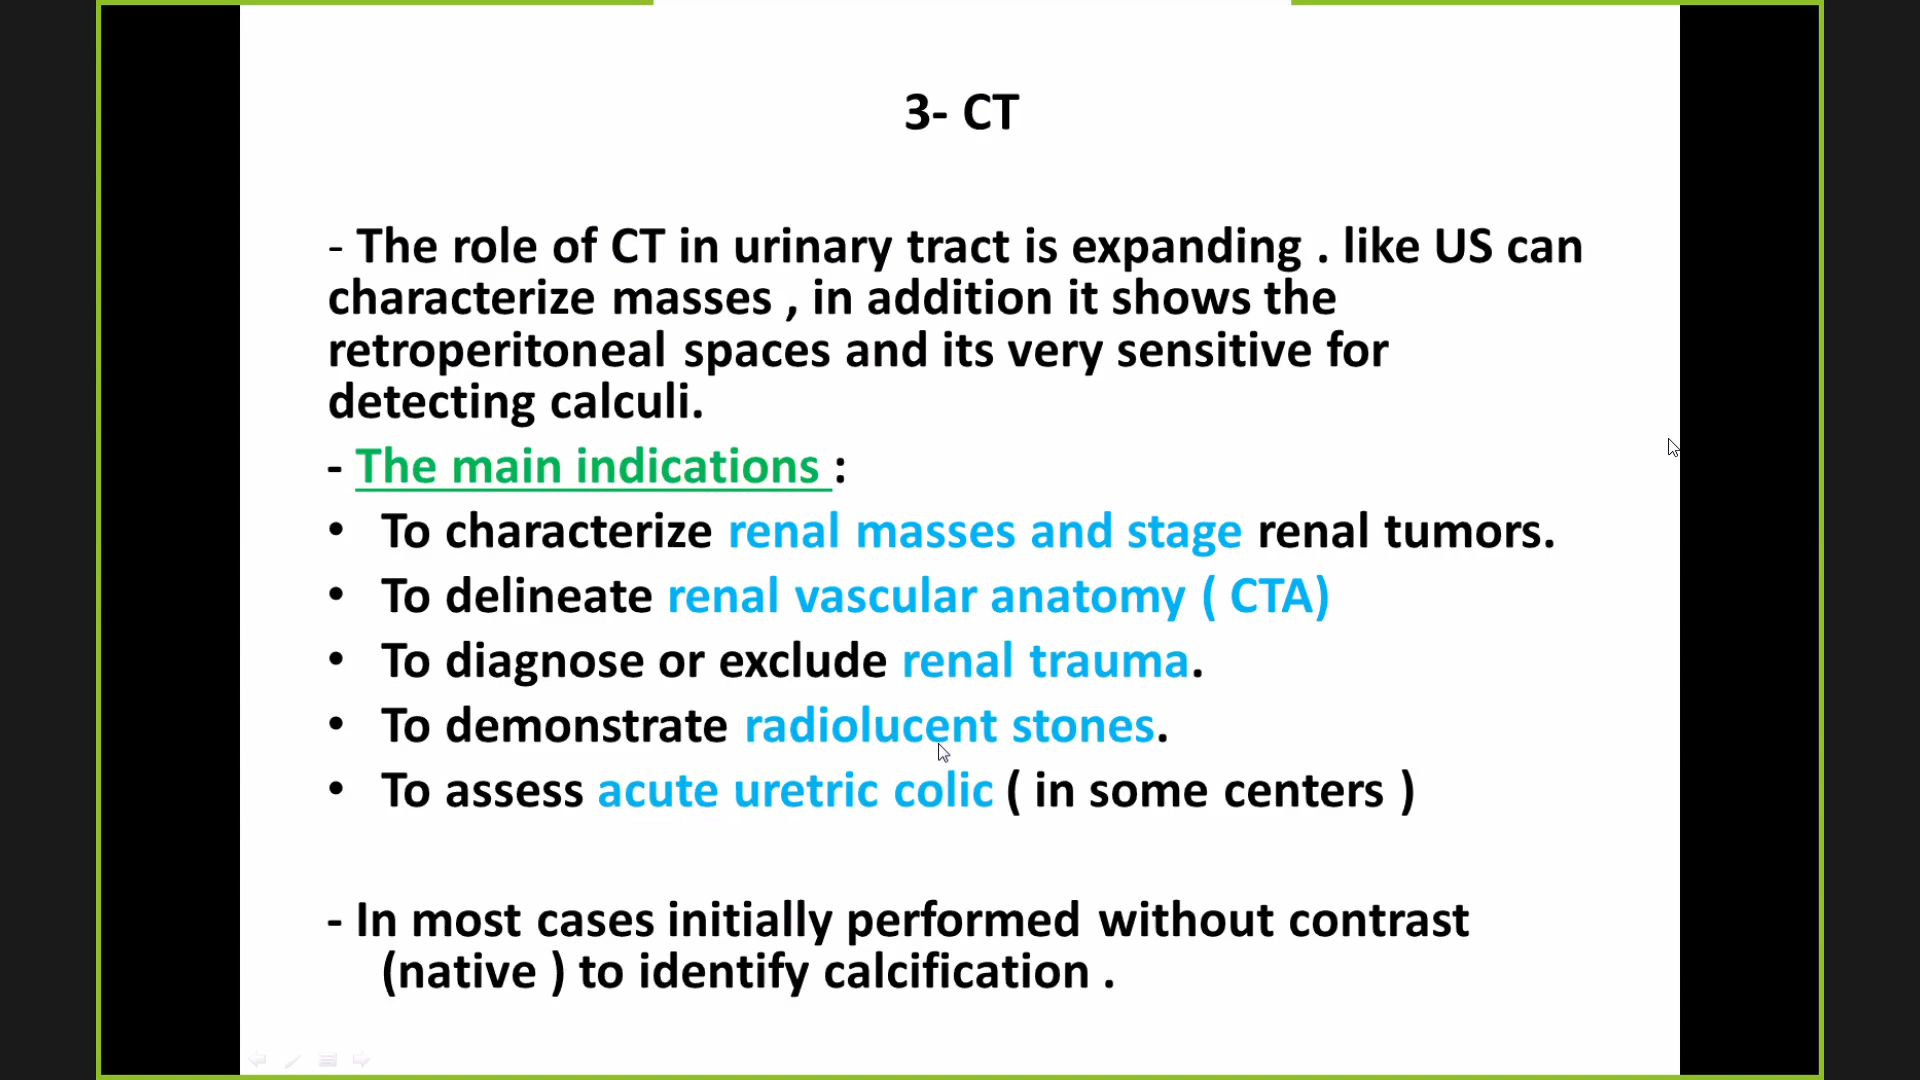 3- CT
- The role of CT in urinary tract is expanding . like US can
characterize masses , in addition it shows the
retroperitoneal spaces and its very sensitive for
detecting calculi.
- The main indications :
• To characterize renal masses and stage renal tumors.
• To delineate renal vascular anatomy ( CTA)
• To diagnose or exclude renal trauma.
• To demonstrate radiolucent stones.
• To assess acute uretric colic ( in some centers )
- In most cases initially performed without contrast
(native ) to identify calcification .